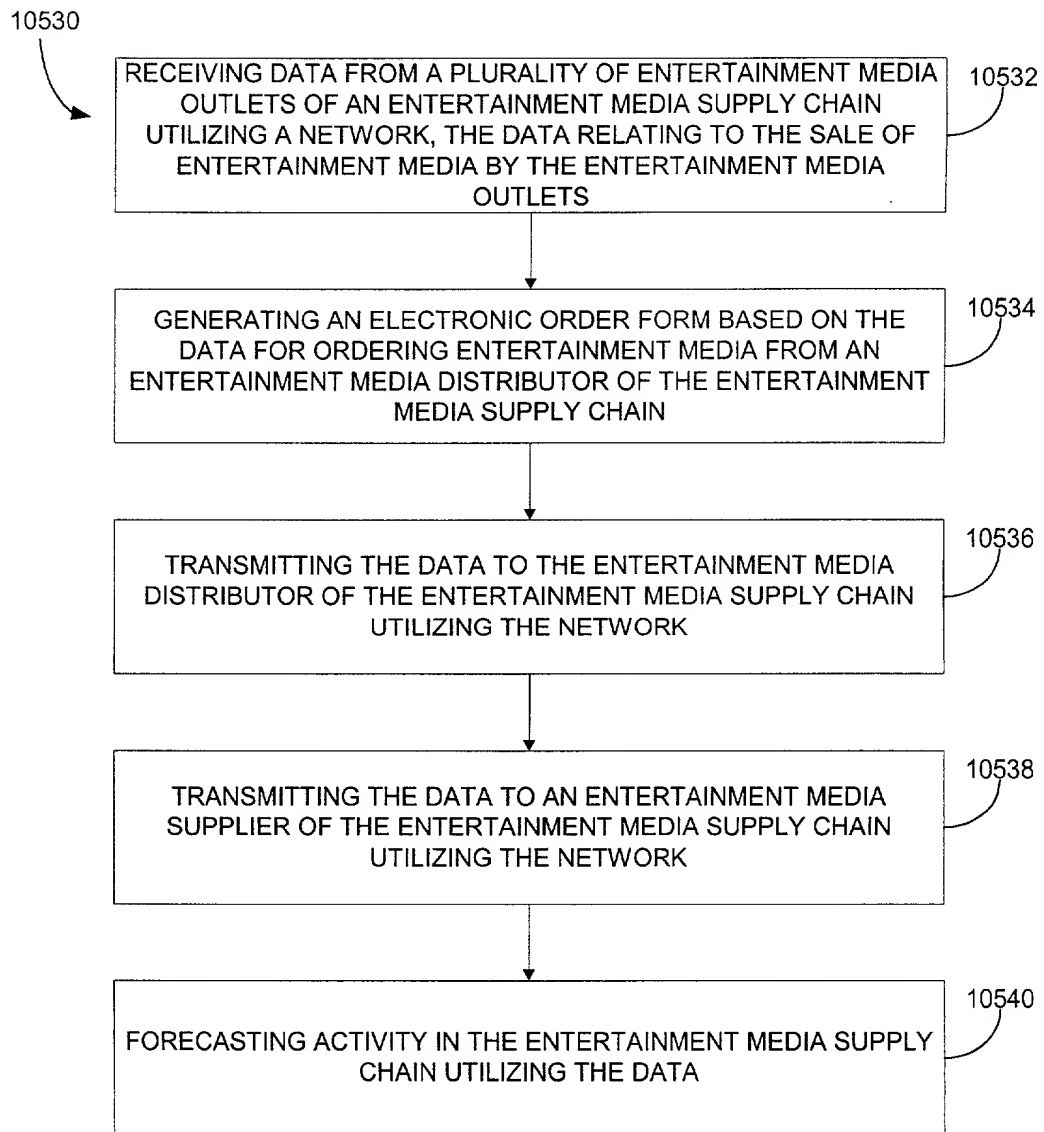 10530
RECEIVING DATA FROM A PLURALITY OF ENTERTAINMENT MEDIA
OUTLETS OF AN ENTERTAINMENT MEDIA SUPPLY CHAIN
UTILIZING A NETWORK, THE DATA RELATING TO THE SALE OF
ENTERTAINMENT MEDIA BY THE ENTERTAINMENT MEDIA
OUTLETS
10532
GENERATING AN ELECTRONIC ORDER FORM BASED ON THE
DATA FOR ORDERING ENTERTAINMENT MEDIA FROM AN
ENTERTAINMENT MEDIA DISTRIBUTOR OF THE ENTERTAINMENT
MEDIA SUPPLY CHAIN
10534
TRANSMITTING THE DATA TO THE ENTERTAINMENT MEDIA
DISTRIBUTOR OF THE ENTERTAINMENT MEDIA SUPPLY CHAIN
UTILIZING THE NETWORK
10536
TRANSMITTING THE DATA TO AN ENTERTAINMENT MEDIA
SUPPLIER OF THE ENTERTAINMENT MEDIA SUPPLY CHAIN
UTILIZING THE NETWORK
10538
FORECASTING ACTIVITY IN THE ENTERTAINMENT MEDIA SUPPLY
CHAIN UTILIZING THE DATA
10540